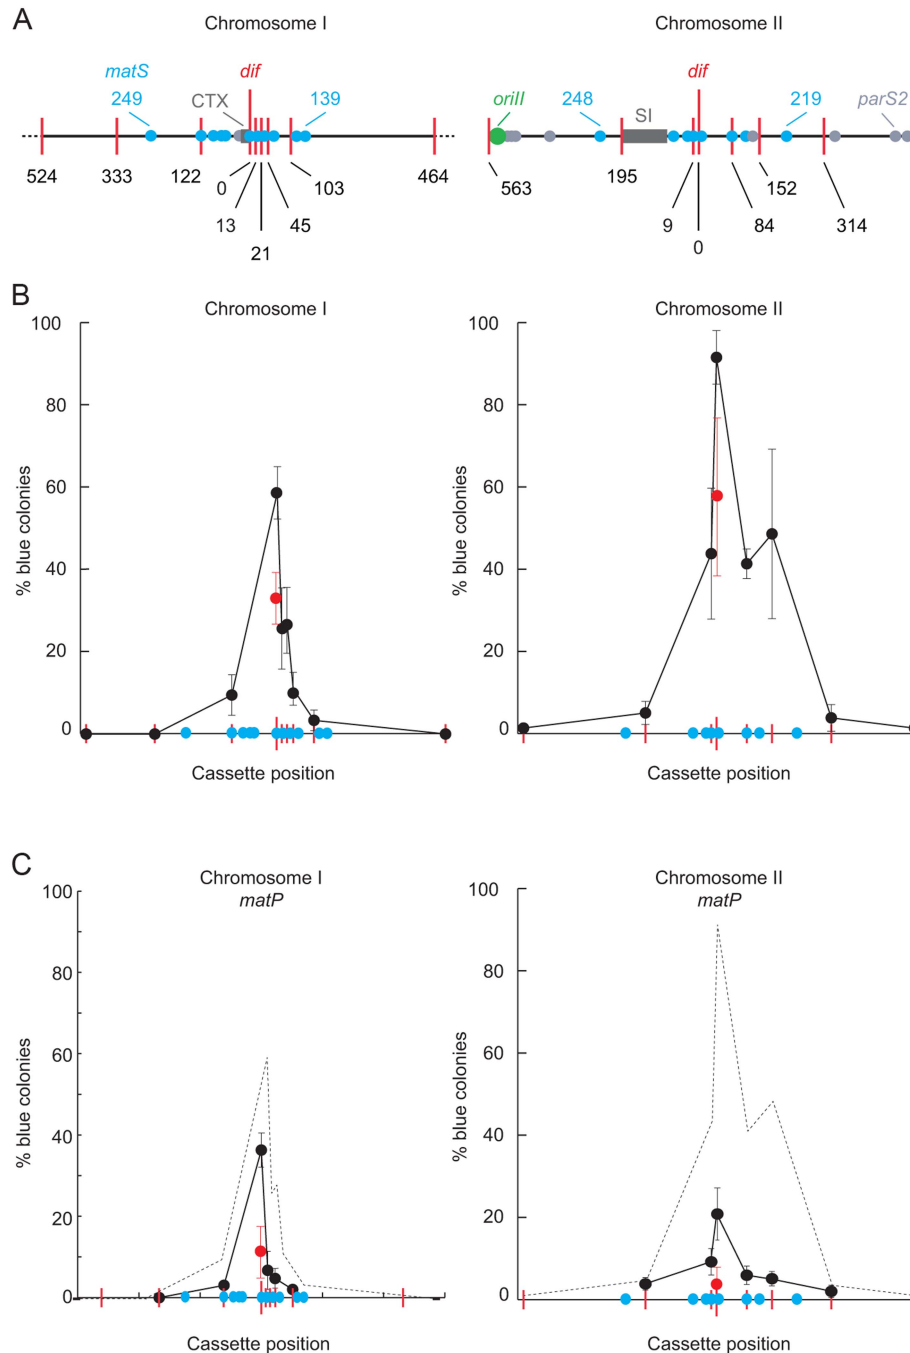 A
Chromosome I
Chromosome II
matS
dif
dif
249
CTX
139
oriII
248
SI
219
parS2
524
333
122
0
103
464
563
195
152
13
45
9
84
314
21
0
B
Chromosome I
Chromosome II
100
80
60
40
20
0
% blue colonies
Cassette position
100
80
60
40
20
0
% blue colonies
Cassette position
C
Chromosome I
matP
Chromosome II
matP
100
80
60
40
20
0
% blue colonies
Cassette position
100
80
60
40
20
0
% blue colonies
Cassette position